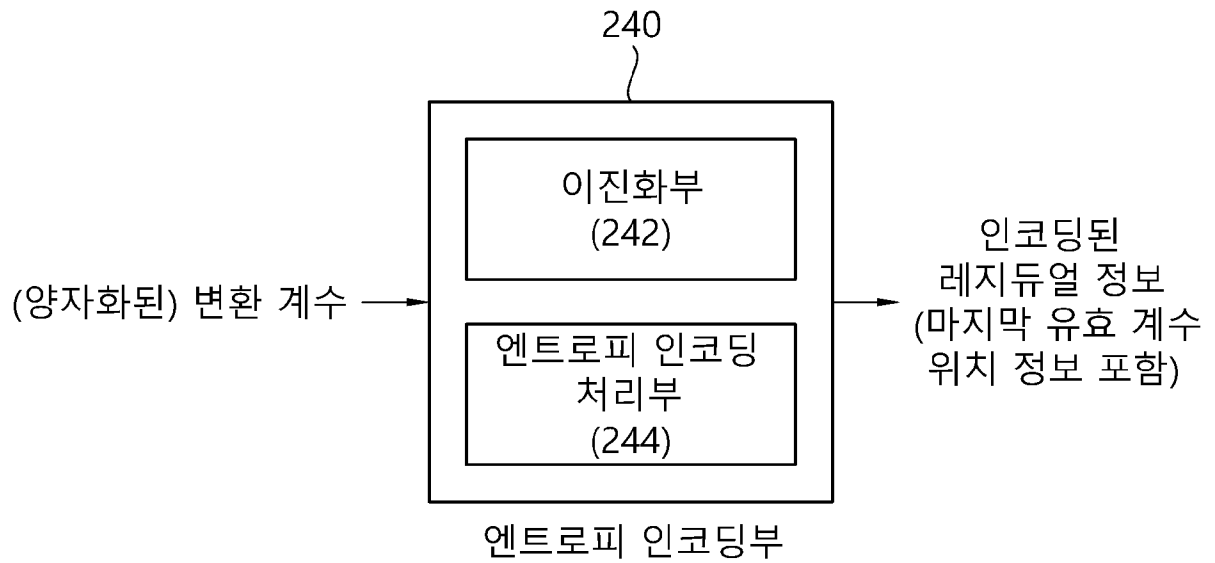 240
이진화부
(242)
(양자화된) 변환 계수
엔트로피 인코딩
처리부
(244)
인코딩된
레지듀얼 정보
(마지막 유효 계수
위치 정보 포함)
엔트로피 인코딩부